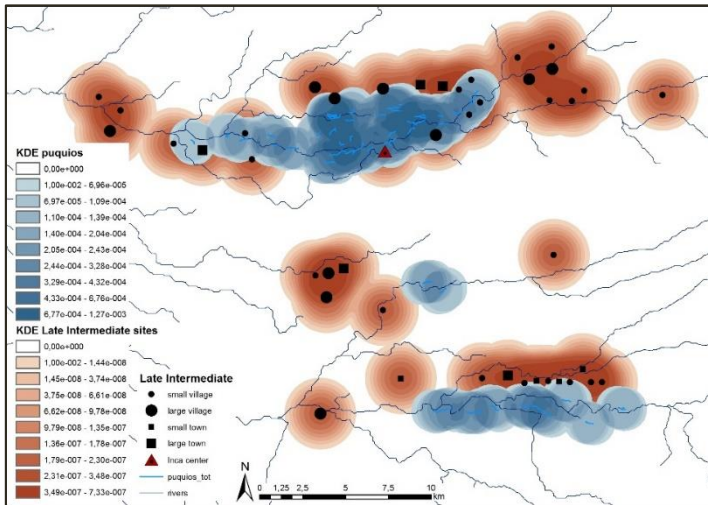 KDE puquios
0,00e+000
1,00e-002 - 6,96e-005
6,97e-005 - 1,09e-004
1,10e-004 - 1,39e-004
1,40e-004 - 2,04e-004
2,05e-004 - 2,43e-004
2,44e-004 - 3,28e-004
3,29e-004 - 4,32e-004
4,33e-004 - 6,76e-004
6,77e-004 - 1,27e-003
KDE Late Intermediate sites
0,00e+000
1,00e-002 - 1,44e-008
1,45e-008 - 3,74e-008
3,75e-008 - 6,61e-008
6,62e-008 - 9,78e-008
9,79e-008 - 1,35e-007
1,36e-007 - 1,78e-007
1,79e-007 - 2,30e-007
2,31e-007 - 3,48e-007
3,49e-007 - 7,33e-007
Late Intermediate
small village
large village
small town
large town
Inca center
puquios_tot
rivers
N
0 1,25 2,5 5 7,5 10
km